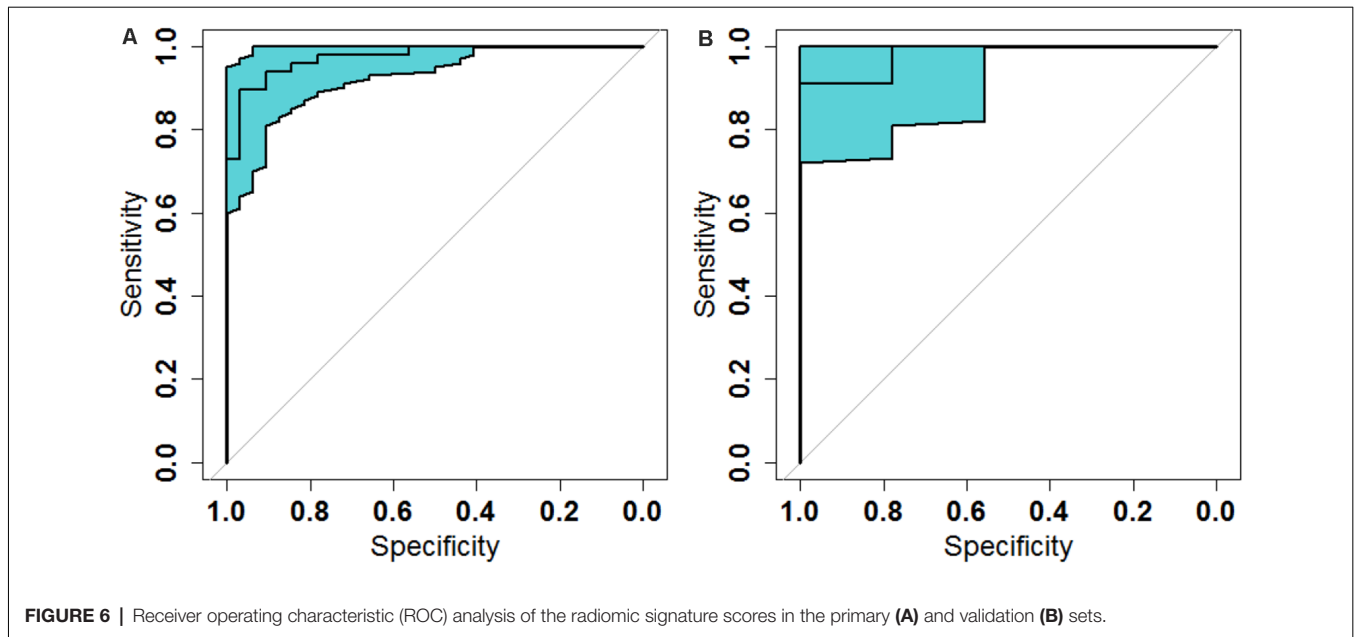 A
1.0
0.8
0.6
0.4
0.2
0.0
Sensitivity
1.0 0.8 0.6 0.4 0.2 0.0
Specificity
B
1.0
0.8
0.6
0.4
0.2
0.0
Sensitivity
1.0 0.8 0.6 0.4 0.2 0.0
Specificity
FIGURE 6 | Receiver operating characteristic (ROC) analysis of the radiomic signature scores in the primary (A) and validation (B) sets.